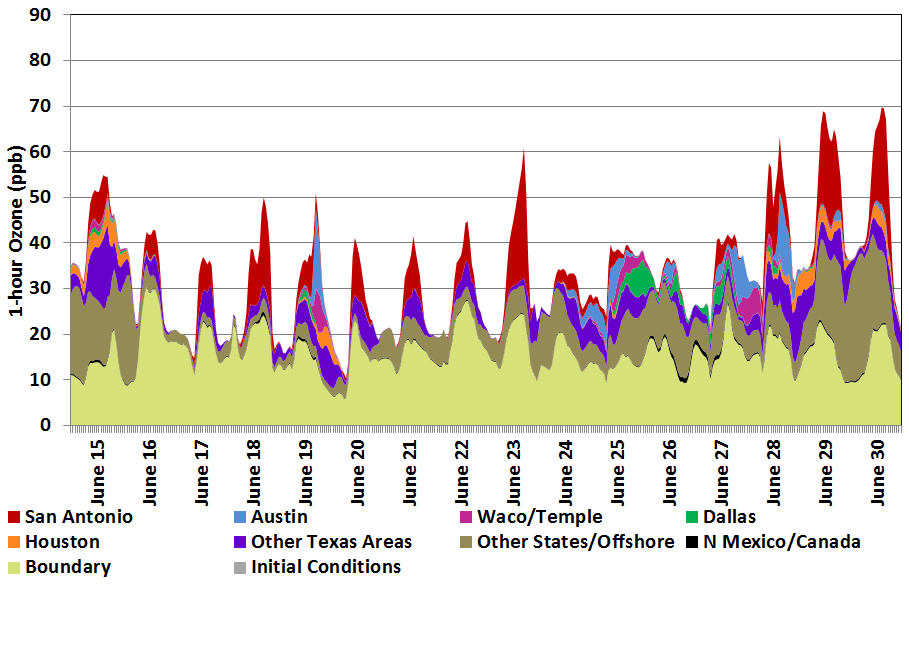 90
80
70
60
50
40
30
20
10
0
1-hour Ozone (ppb)
June 15
June 16
June 17
June 18
June 19
June 20
June 21
June 22
June 23
June 24
June 25
June 26
June 27
June 28
June 29
June 30
San Antonio Austin Waco/Temple Dallas
Houston Other Texas Areas Other States/Offshore N Mexico/Canada
Boundary Initial Conditions